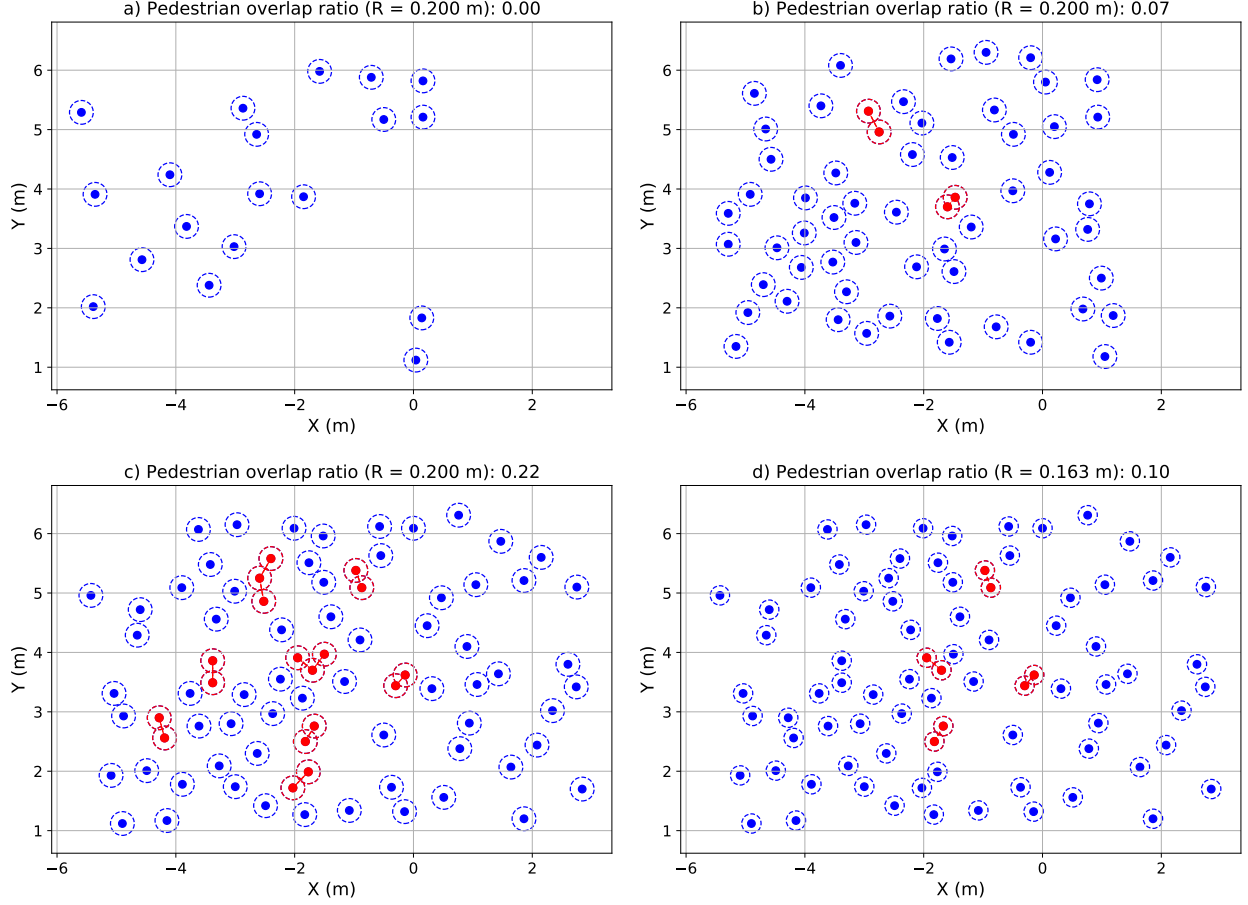 a) Pedestrian overlap ratio (R = 0.200 m): 0.00
6
5
4
3
2
1
Y (m)
−6 −4 −2 0 2
X (m)
b) Pedestrian overlap ratio (R = 0.200 m): 0.07
6
5
4
3
2
1
Y (m)
−6 −4 −2 0 2
X (m)
c) Pedestrian overlap ratio (R = 0.200 m): 0.22
6
5
4
3
2
1
Y (m)
−6 −4 −2 0 2
X (m)
d) Pedestrian overlap ratio (R = 0.163 m): 0.10
6
5
4
3
2
1
Y (m)
−6 −4 −2 0 2
X (m)